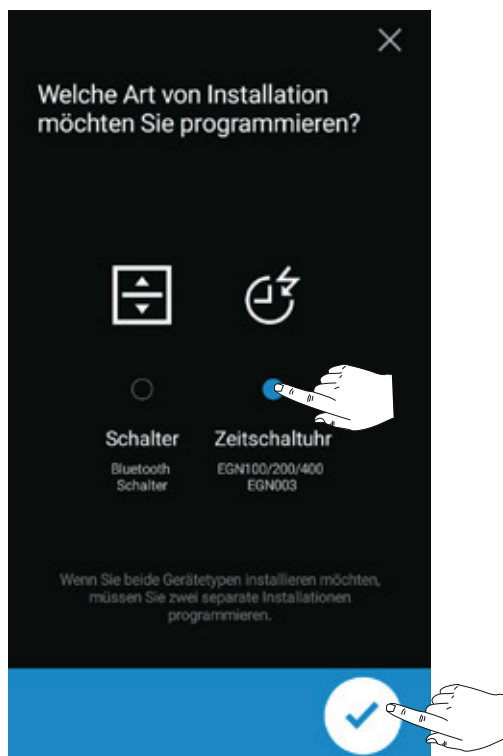 Welche Art von Installation
möchten Sie programmieren?
Schalter
Bluetooth
Schalter
Zeitschaltuhr
EGN100/200/400
EGN003
Wenn Sie beide Gerätetypen installieren möchten,
müssen Sie zwei separate Installationen
programmieren.